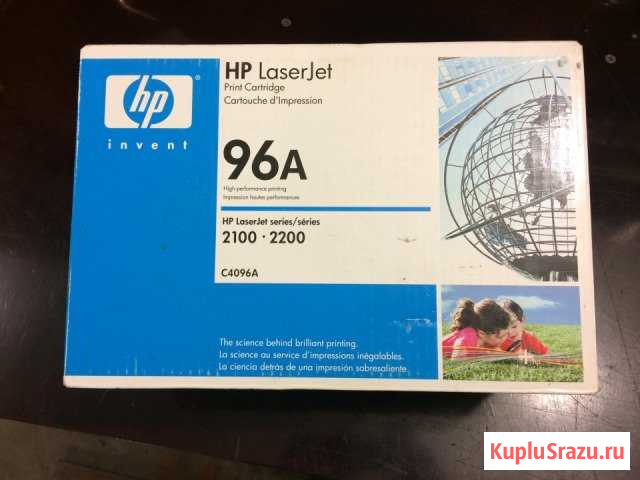 hp
invent
HP LaserJet
Print Cartridge
Cartouche d'Impression
96A
High-performance printing
Impression hautes performances
HP LaserJet series/séries
2100 · 2200
C4096A
The science behind brilliant printing.
La science au service d'impressions inégalables.
La ciencia detrás de una impresión sobresaliente.
KupluSrazu.ru